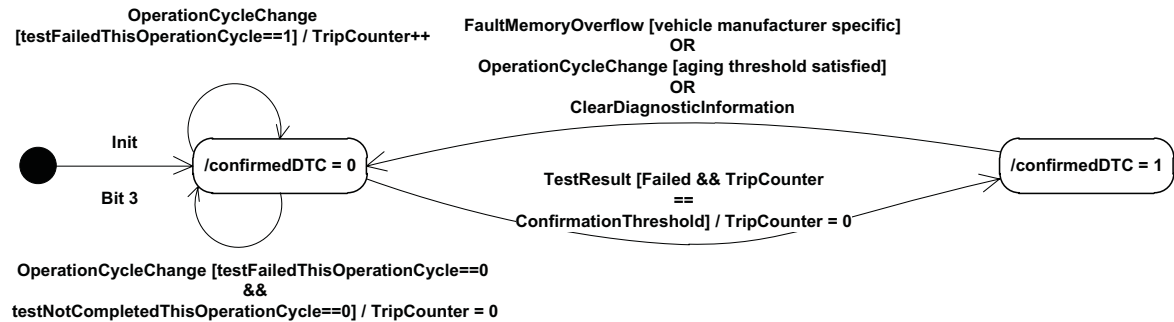 OperationCycleChange
[testFailedThisOperationCycle==1] / TripCounter++
FaultMemoryOverflow [vehicle manufacturer specific]
OR
OperationCycleChange [aging threshold satisfied]
OR
ClearDiagnosticInformation
Init
/confirmedDTC = 0
/confirmedDTC = 1
Bit 3
TestResult [Failed && TripCounter
==
ConfirmationThreshold] / TripCounter = 0
OperationCycleChange [testFailedThisOperationCycle==0
&&
testNotCompletedThisOperationCycle==0] / TripCounter = 0